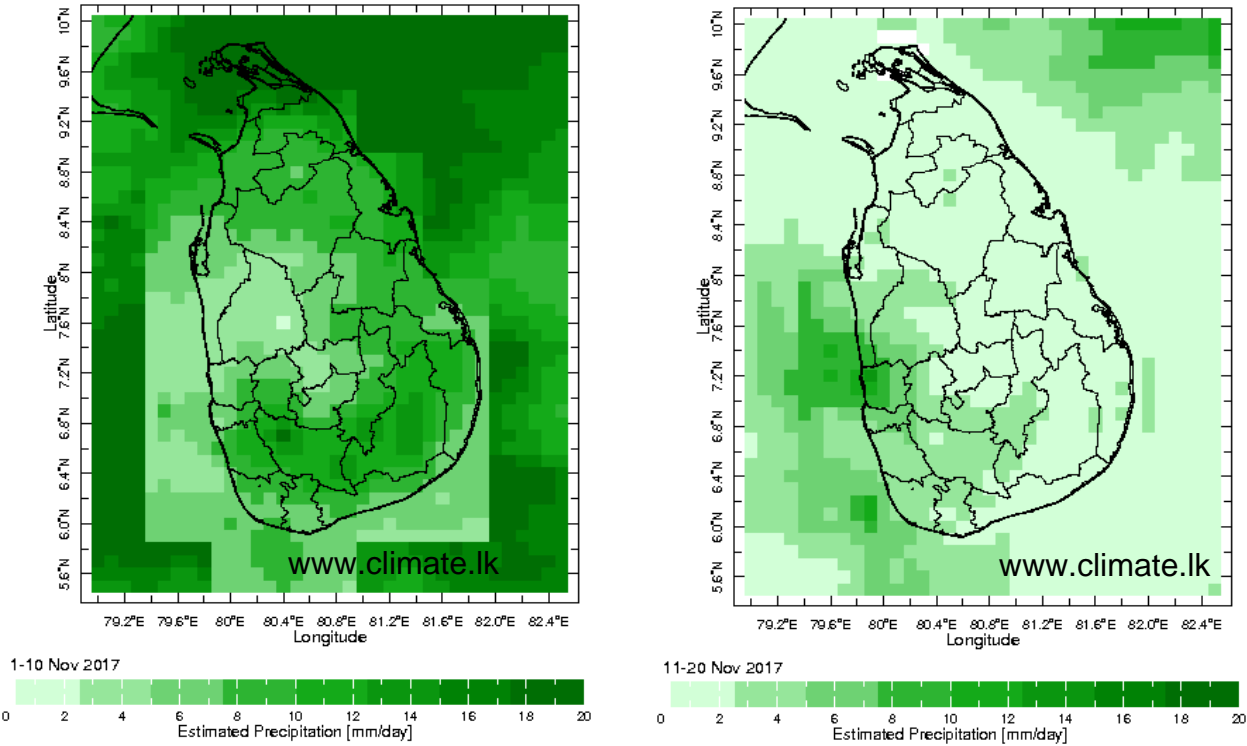 10°N
9.6°N
9.2°N
8.8°N
8.4°N
8°N
7.6°N
7.2°N
6.8°N
6.4°N
6.0°N
5.6°N
Latitude
www.climate.lk
79.2°E 79.6°E 80°E 80.4°E 80.8°E 81.2°E 81.6°E 82.0°E 82.4°E
Longitude
1-10 Nov 2017
0 2 4 6 8 10 12 14 16 18 20
Estimated Precipitation [mm/day]
10°N
9.6°N
9.2°N
8.8°N
8.4°N
8°N
7.6°N
7.2°N
6.8°N
6.4°N
6.0°N
5.6°N
Latitude
www.climate.lk
79.2°E 79.6°E 80°E 80.4°E 80.8°E 81.2°E 81.6°E 82.0°E 82.4°E
Longitude
11-20 Nov 2017
0 2 4 6 8 10 12 14 16 18 20
Estimated Precipitation [mm/day]